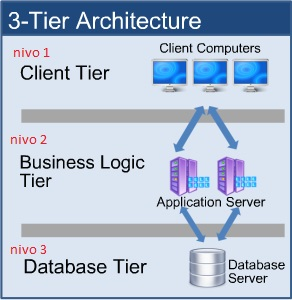 3-Tier Architecture
nivo 1
Client Computers
Client Tier
nivo 2
Business Logic
Tier
Application Server
nivo 3
Database Tier
Database
Server